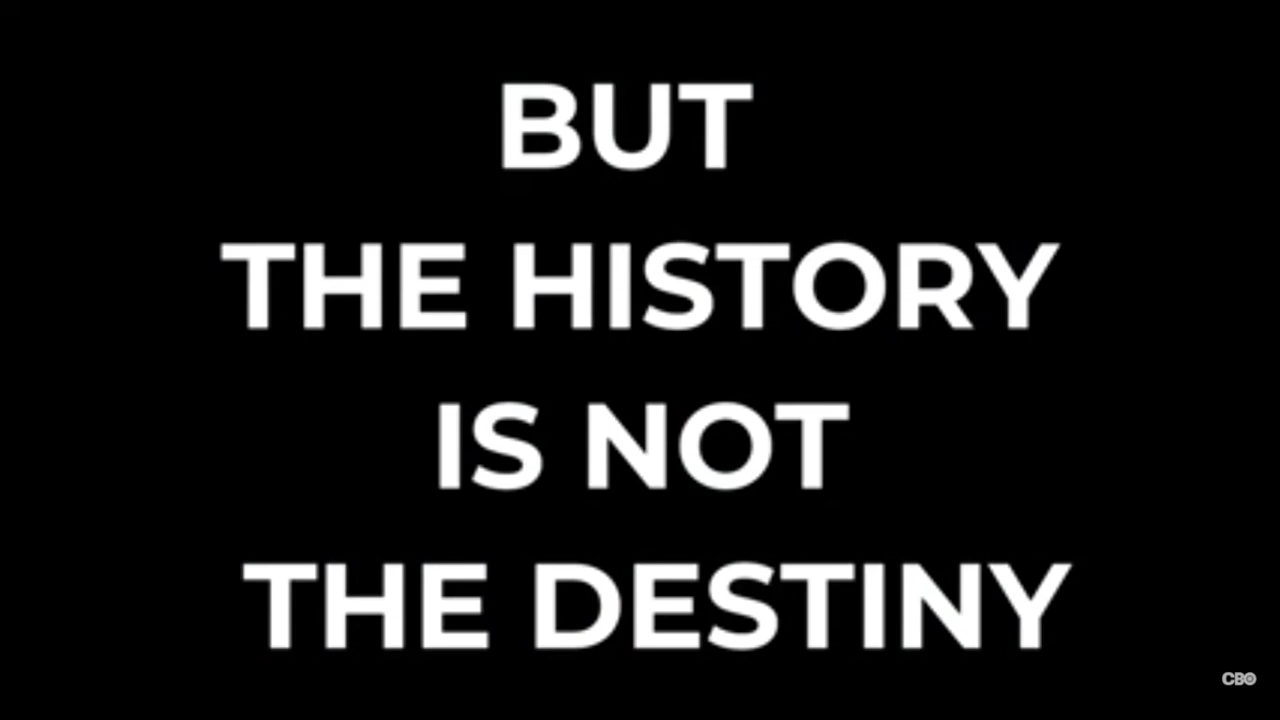 BUT
THE HISTORY
IS NOT
THE DESTINY
CBO